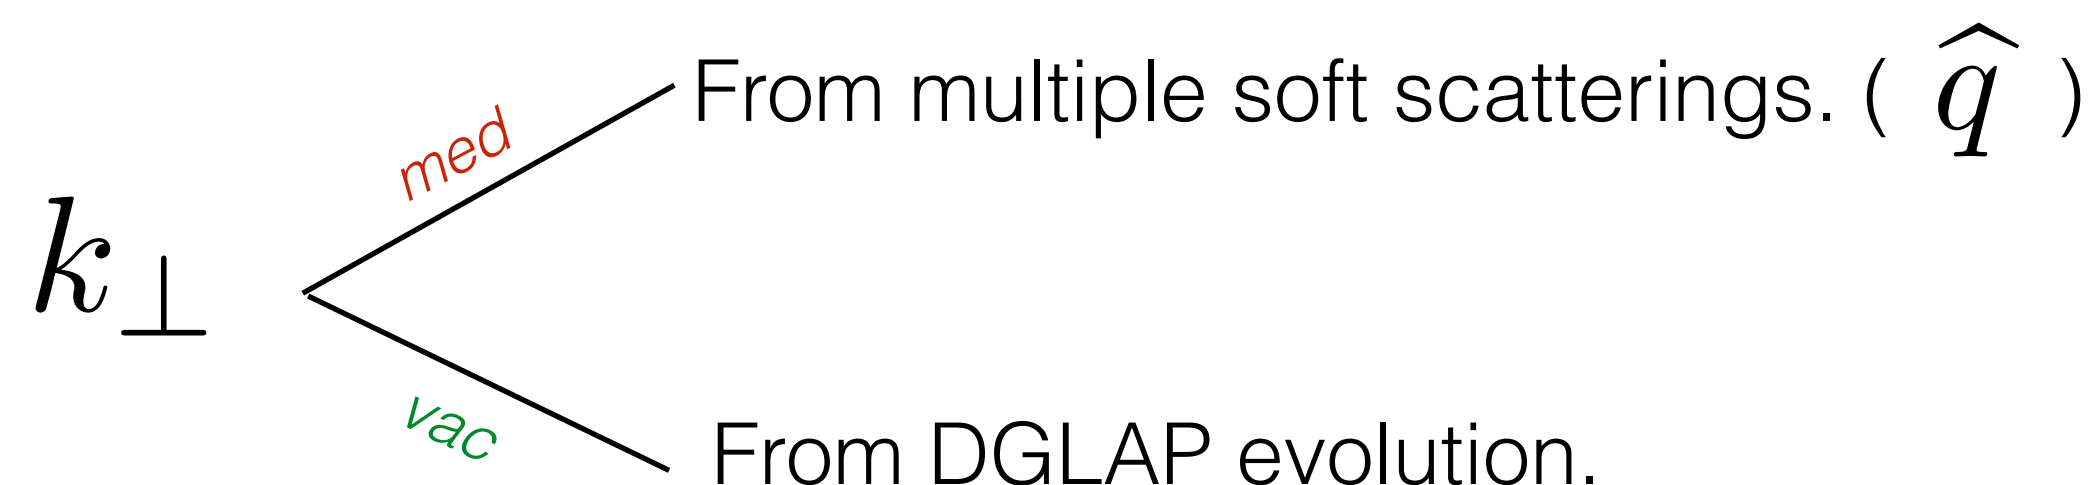 From multiple soft scatterings. ( q̂ )
med
k⊥
vac
From DGLAP evolution.